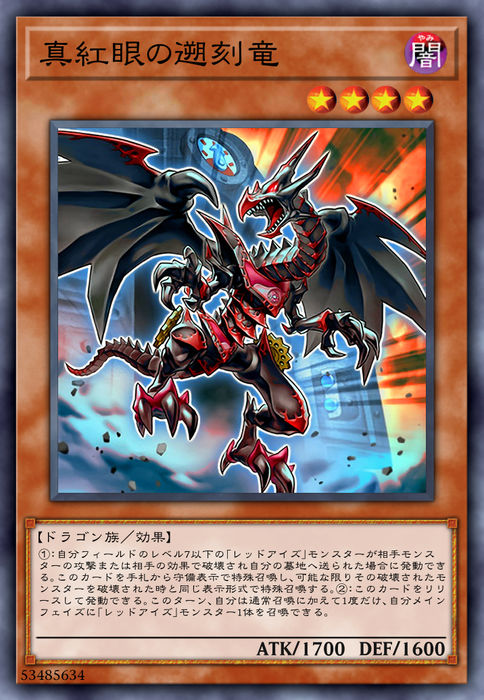 真紅眼の遡刻竜
やみ
闇
【ドラゴン族／効果】
①:自分フィールドのレベル7以下の「レッドアイズ」モンスターが相手モンス
ターの攻撃または相手の効果で破壊され自分の墓地へ送られた場合に発動でき
る。このカードを手札から守備表示で特殊召喚し、可能な限りその破壊された
モンスターを破壊された時と同じ表示形式で特殊召喚する。②:このカードをリリ
ースして発動できる。このターン、自分は通常召喚に加えて1度だけ、自分メイン
フェイズに「レッドアイズ」モンスター1体を召喚できる。
ATK/1700 DEF/1600
53485634